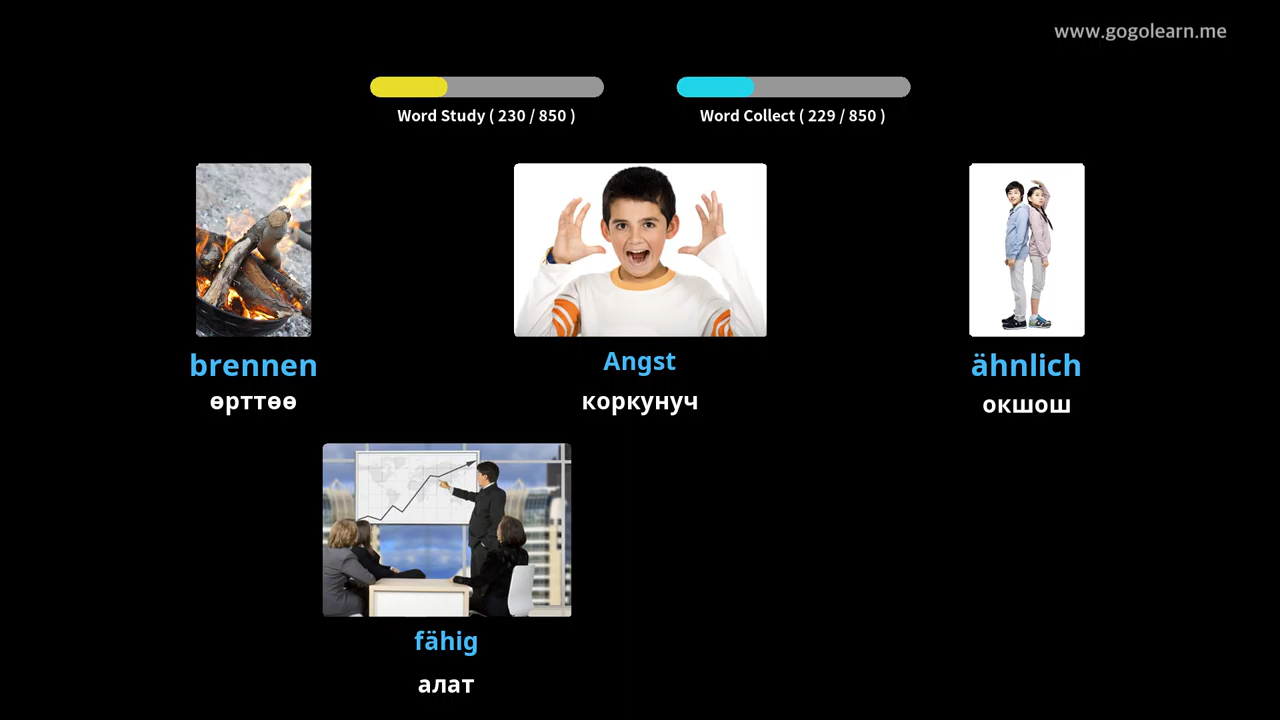 www.gogolearn.me
Word Study ( 230 / 850 )
Word Collect ( 229 / 850 )
brennen
өрттөө
Angst
коркунуч
ähnlich
окшош
fähig
алат